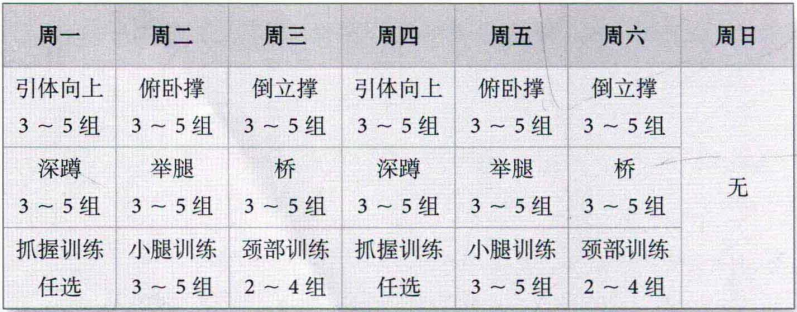 周一 周二 周三 周四 周五 周六 周日
引体向上 俯卧撑 倒立撑 引体向上 俯卧撑 倒立撑
3 ~ 5 组 3 ~ 5 组 3 ~ 5 组 3 ~ 5 组 3 ~ 5 组 3 ~ 5 组
深蹲 举腿 桥 深蹲 举腿 桥
无
3 ~ 5 组 3 ~ 5 组 3 ~ 5 组 3 ~ 5 组 3 ~ 5 组 3 ~ 5 组
抓握训练 小腿训练 颈部训练 抓握训练 小腿训练 颈部训练
任选 3 ~ 5 组 2 ~ 4 组 任选 3 ~ 5 组 2 ~ 4 组